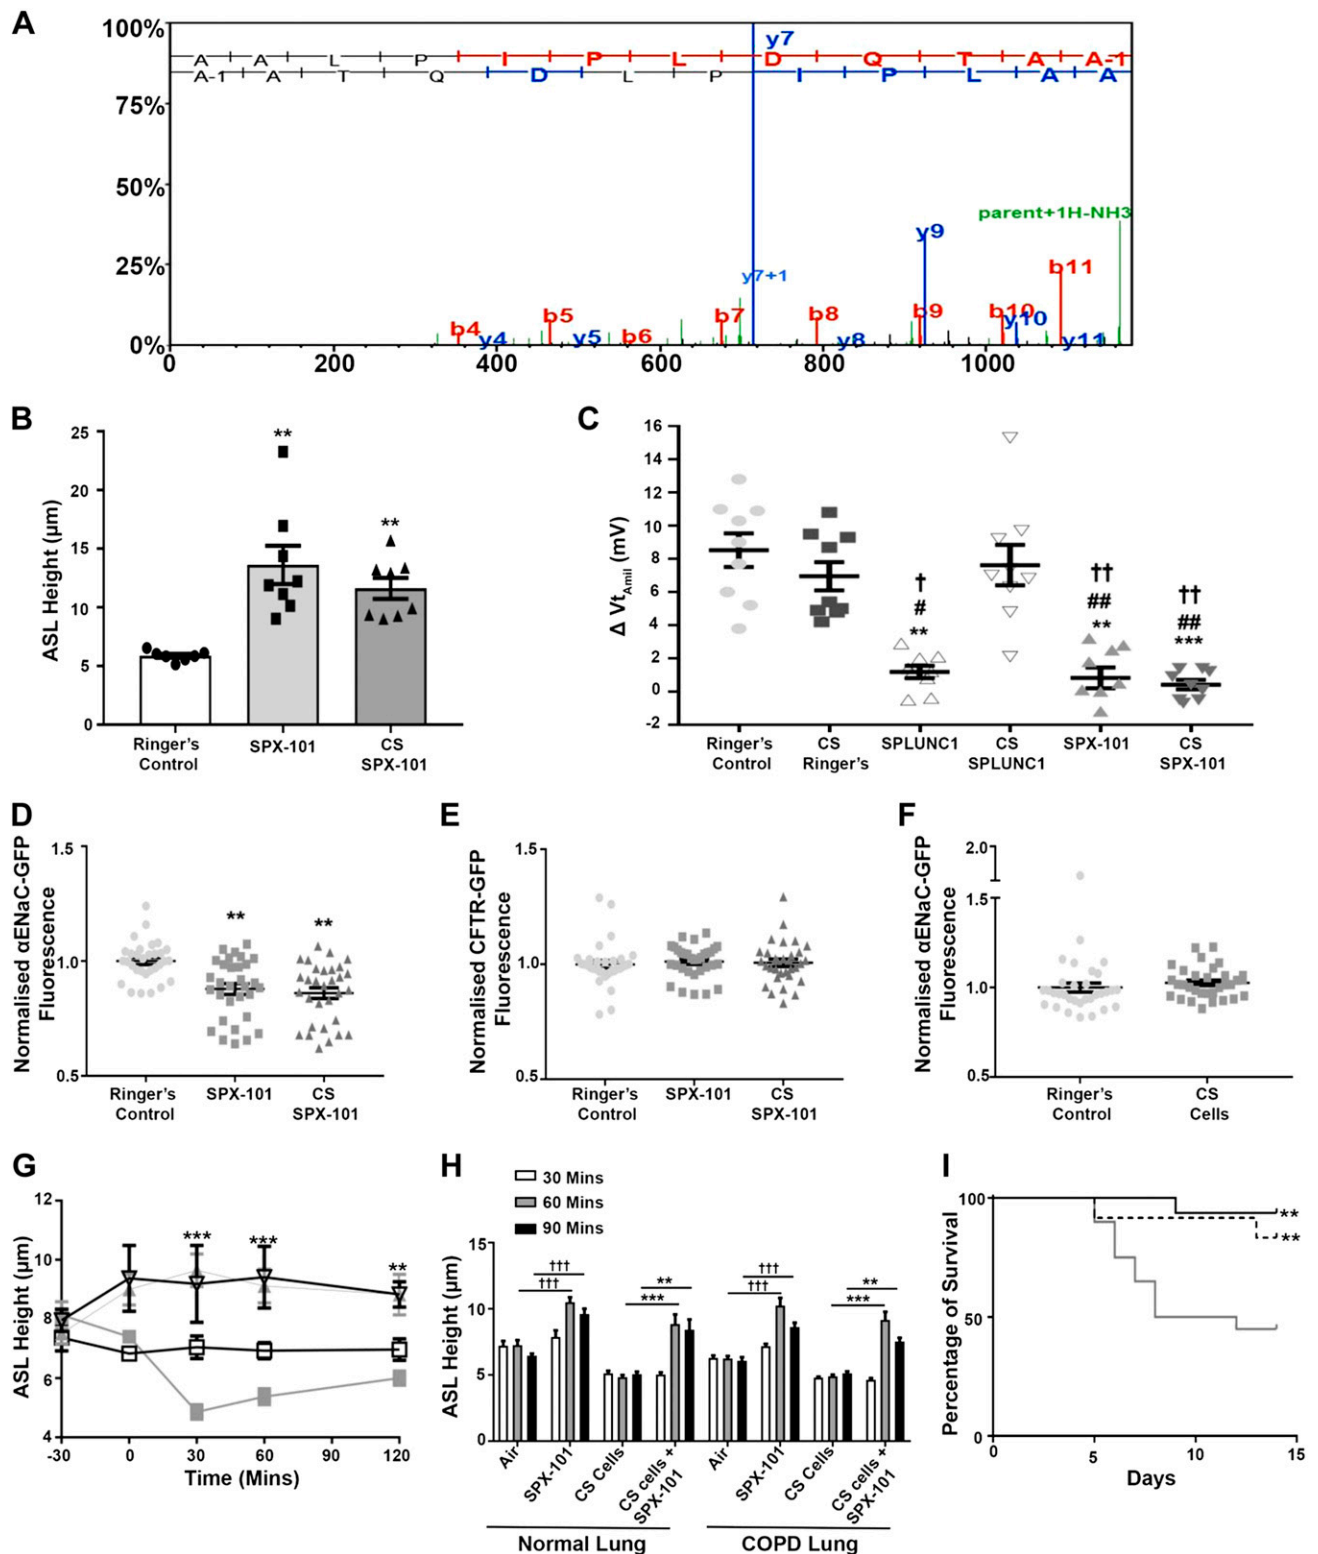 A
100%
75%
50%
25%
0%
A A L P I P L D Q T A A-1
A-1 A T Q D L P I P L A A
y7
parent+1H-NH3
y9
b11
y7+1
b4 y4 b5 y5 b6 b7 b8 y8 b9 b10 y10 y11
0 200 400 600 800 1000
B
ASL Height (µm)
25
20
15
10
5
0
**
**
Ringer's Control
SPX-101
CS SPX-101
C
Δ VtAmil (mV)
16
14
12
10
8
6
4
2
0
-2
†
#
**
††
##
**
††
##
***
Ringer's Control
CS Ringer's
SPLUNC1
CS SPLUNC1
SPX-101
CS SPX-101
D
Normalised αENaC-GFP
Fluorescence
1.5
1.0
0.5
**
**
Ringer's Control
SPX-101
CS SPX-101
E
Normalised CFTR-GFP
Fluorescence
1.5
1.0
0.5
Ringer's Control
SPX-101
CS SPX-101
F
Normalised αENaC-GFP
Fluorescence
2.0
1.5
1.0
0.5
Ringer's Control
CS Cells
G
ASL Height (µm)
12
10
8
6
4
***
***
**
-30 0 30 60 90 120
Time (Mins)
H
30 Mins
60 Mins
90 Mins
ASL Height (µm)
15
10
5
0
†††
†††
**
***
†††
†††
**
***
Air
SPX-101
CS Cells
CS cells + SPX-101
Air
SPX-101
CS Cells
CS cells + SPX-101
Normal Lung
COPD Lung
I
Percentage of Survival
100
50
0
**
**
0 5 10 15
Days